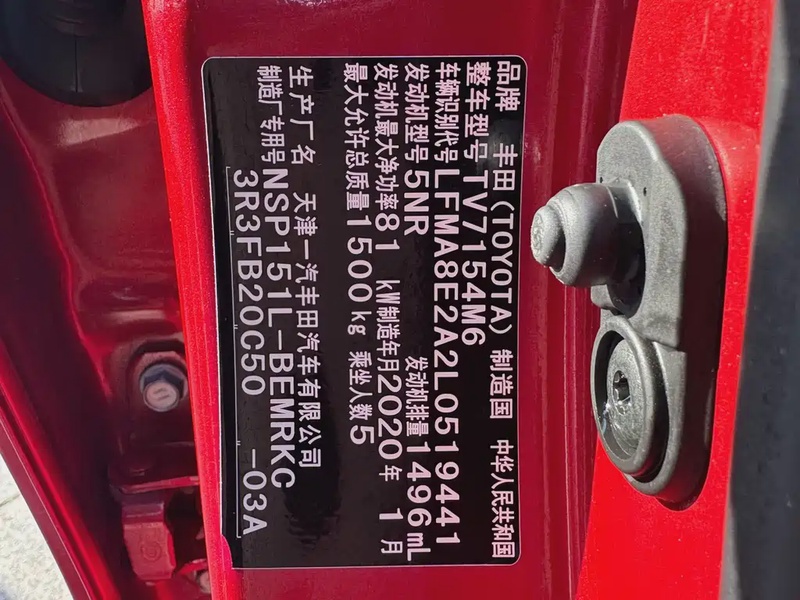 品牌 丰田(TOYOTA) 制造国 中华人民共和国
整车型号 TV7154M6
车辆识别代号 LFMA8E2A2L0519441
发动机型号 5NR 发动机排量 1496mL
发动机最大净功率 81 kW 制造年月 2020年 1月
最大允许总质量 1500kg 乘坐人数 5
生产厂名 天津一汽丰田汽车有限公司
制造厂专用号 NSP151L-BEMRKC
3R3FB20C50 -03A